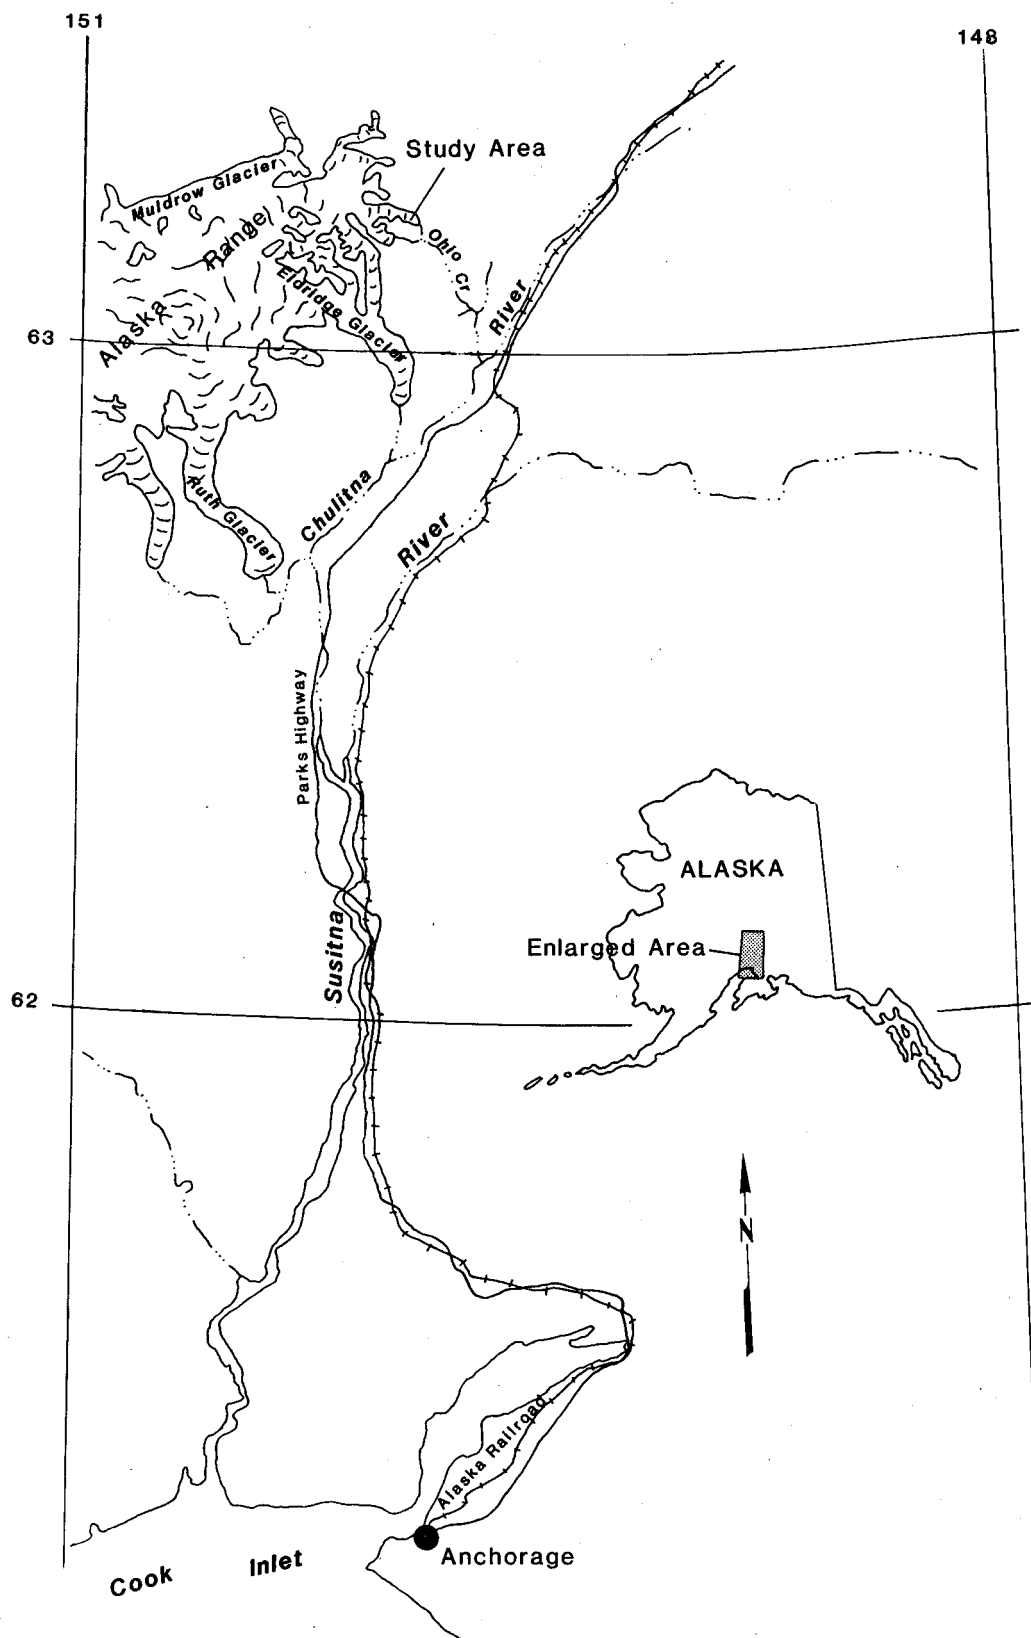 151
148
Study Area
Muldrow Glacier
Ohio Cr
Alaska Range
Eldridge Glacier
63
Chulitna River
Ruth Glacier
Susitna River
Parks Highway
ALASKA
Enlarged Area
62
N
Alaska Railroad
Anchorage
Cook Inlet